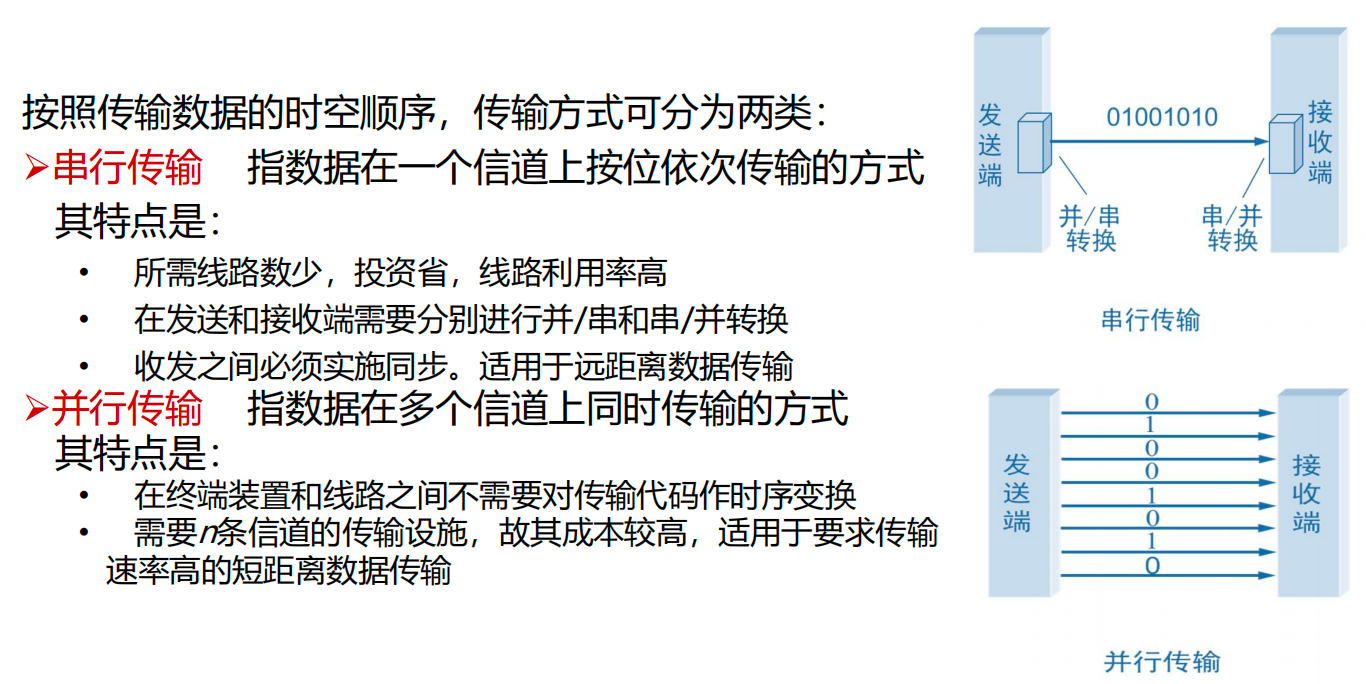 按照传输数据的时空顺序，传输方式可分为两类：
➢串行传输 指数据在一个信道上按位依次传输的方式
其特点是：
• 所需线路数少，投资省，线路利用率高
• 在发送和接收端需要分别进行并/串和串/并转换
• 收发之间必须实施同步。适用于远距离数据传输
➢并行传输 指数据在多个信道上同时传输的方式
其特点是：
• 在终端装置和线路之间不需要对传输代码作时序变换
• 需要n条信道的传输设施，故其成本较高，适用于要求传输
速率高的短距离数据传输
发送端
01001010
接收端
并/串
转换
串/并
转换
串行传输
发送端
0
1
0
0
1
0
1
0
接收端
并行传输